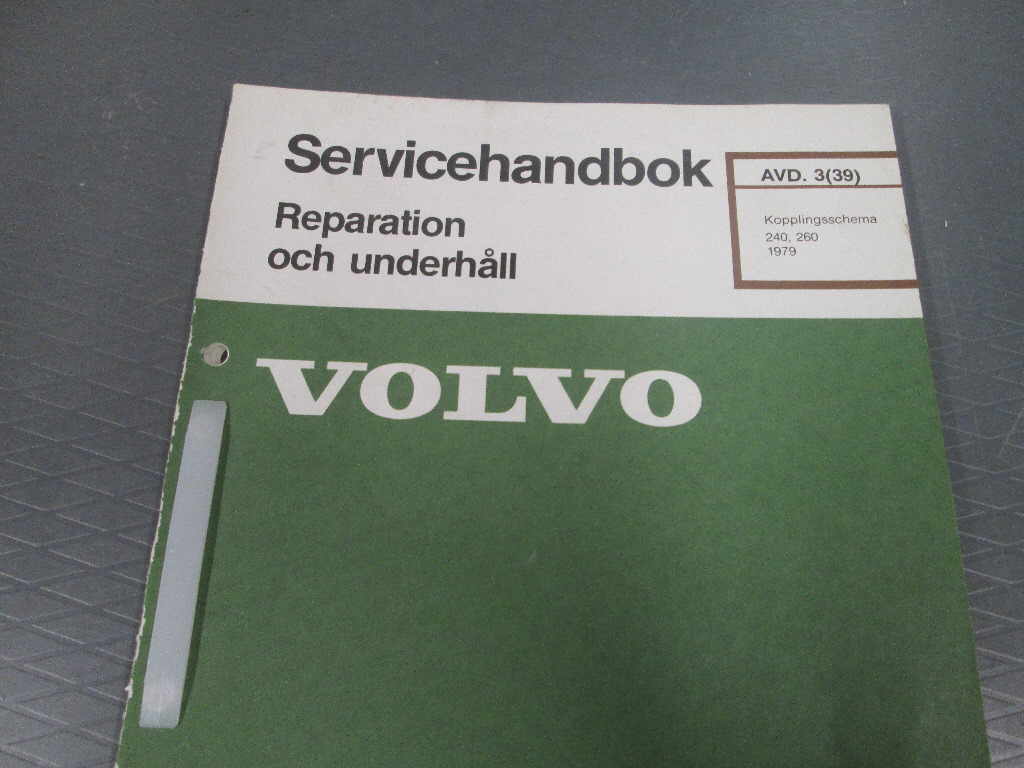 Servicehandbok
Reparation
och underhåll
AVD. 3(39)
Kopplingsschema
240, 260
1979
VOLVO